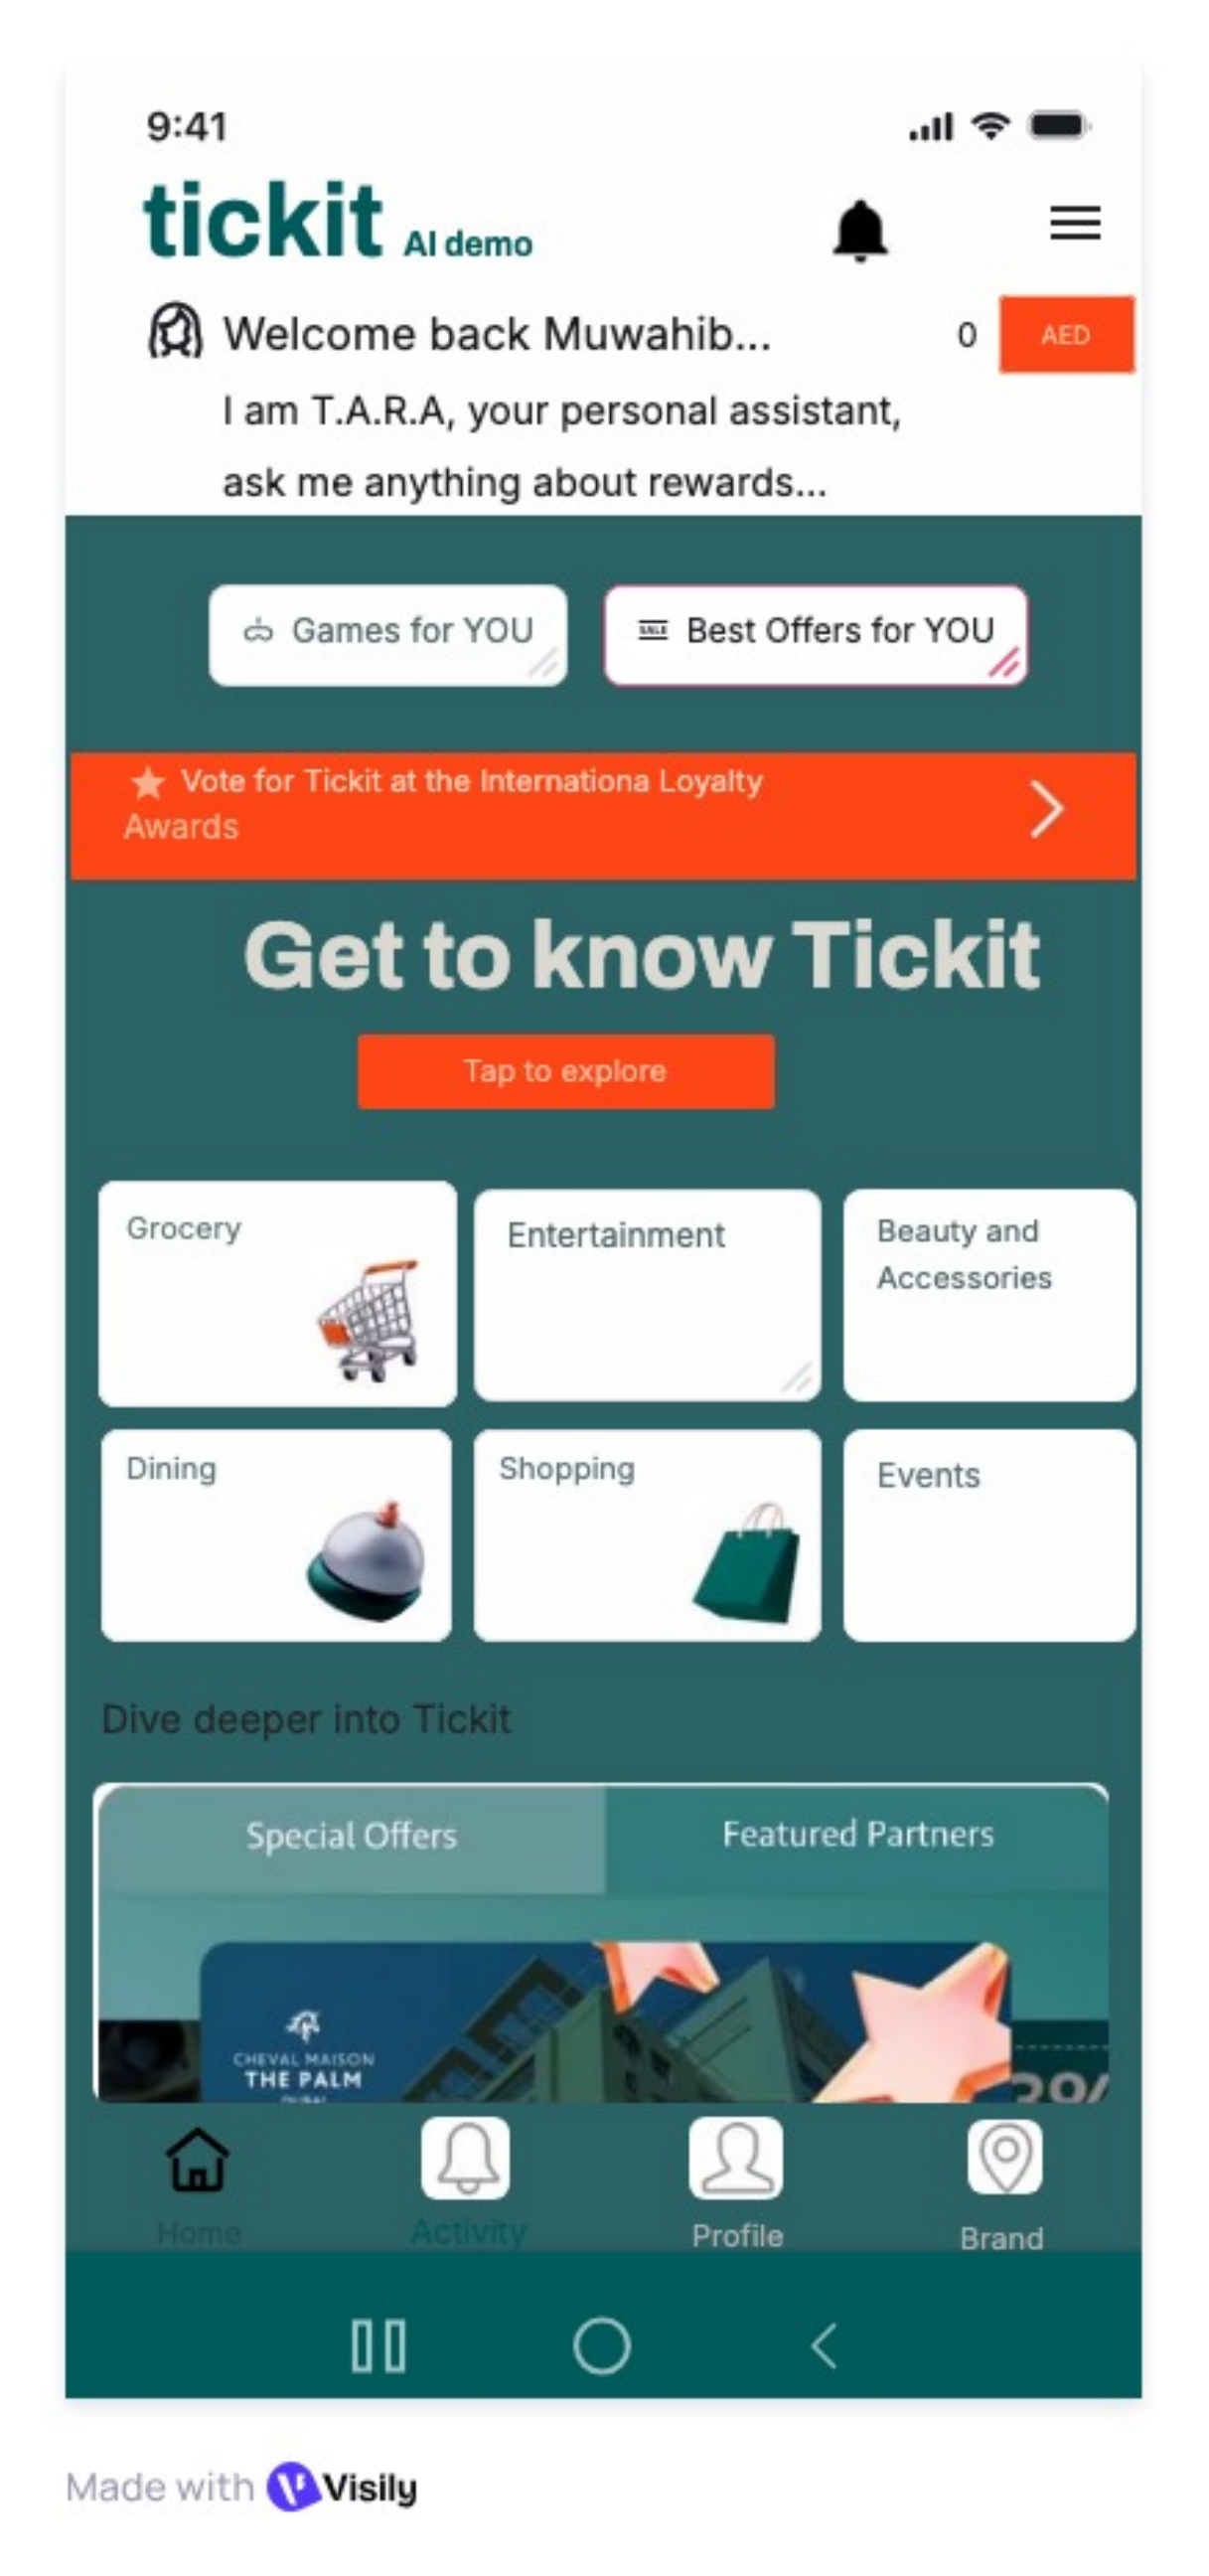 9:41
tickit AI demo
Welcome back Muwahib...
0 AED
I am T.A.R.A, your personal assistant,
ask me anything about rewards...
Games for YOU
SALE Best Offers for YOU
Vote for Tickit at the Internationa Loyalty
Awards
Get to know Tickit
Tap to explore
Grocery
Entertainment
Beauty and
Accessories
Dining
Shopping
Events
Dive deeper into Tickit
Special Offers
Featured Partners
CHEVAL MAISON
THE PALM
DUBAI
3%
Home
Activity
Profile
Brand
Made with Visily